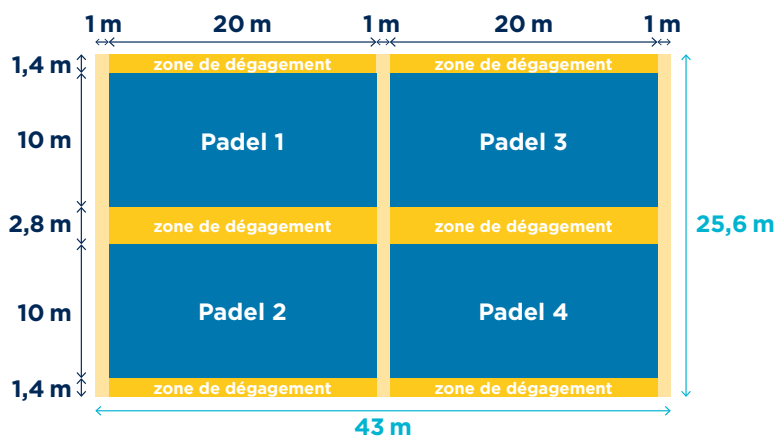 1 m 20 m 1 m 20 m 1 m
1,4 m zone de dégagement zone de dégagement
10 m Padel 1 Padel 3
2,8 m zone de dégagement zone de dégagement 25,6 m
10 m Padel 2 Padel 4
1,4 m zone de dégagement zone de dégagement
43 m